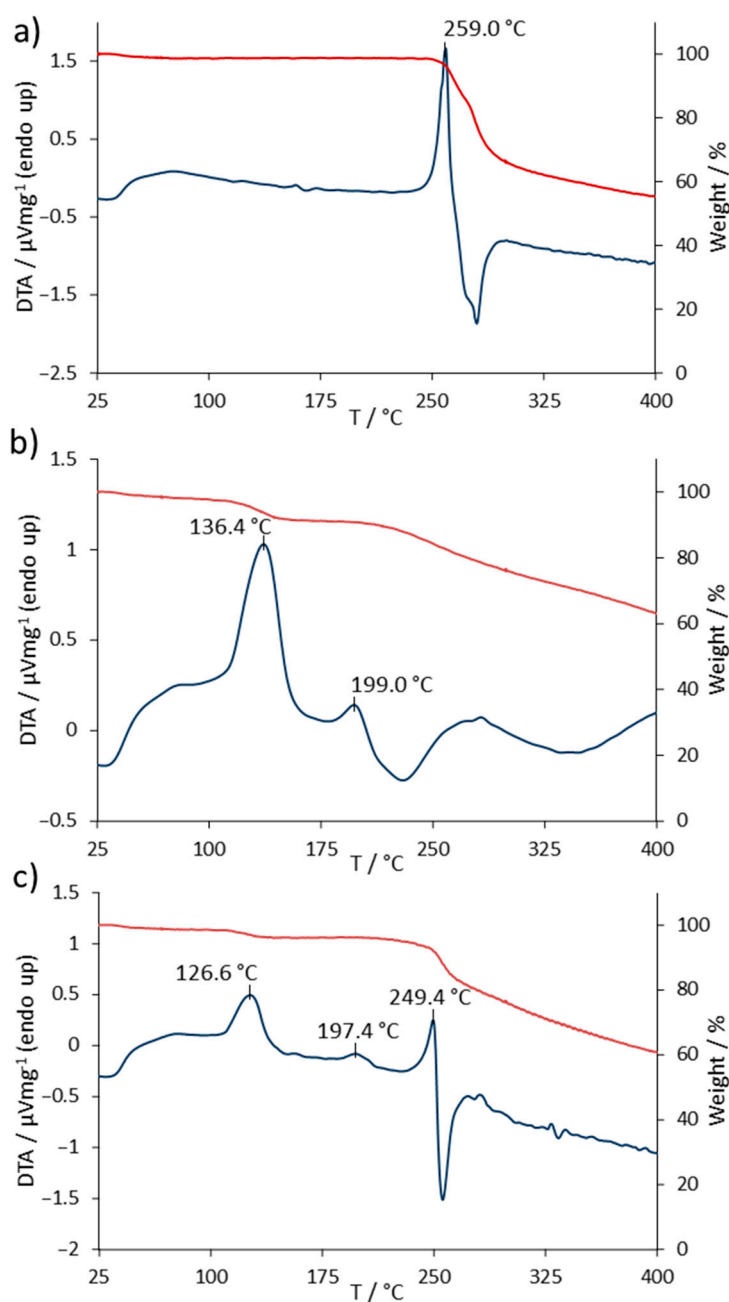 a)
259.0 °C
DTA / µVmg⁻¹ (endo up)
1.5
0.5
−0.5
−1.5
−2.5
100
80
60
40
20
0
Weight / %
25 100 175 250 325 400
T / °C
b)
136.4 °C
199.0 °C
DTA / µVmg⁻¹ (endo up)
1.5
1
0.5
0
−0.5
100
80
60
40
20
0
Weight / %
25 100 175 250 325 400
T / °C
c)
126.6 °C
197.4 °C
249.4 °C
DTA / µVmg⁻¹ (endo up)
1.5
1
0.5
0
−0.5
−1
−1.5
−2
100
80
60
40
20
0
Weight / %
25 100 175 250 325 400
T / °C